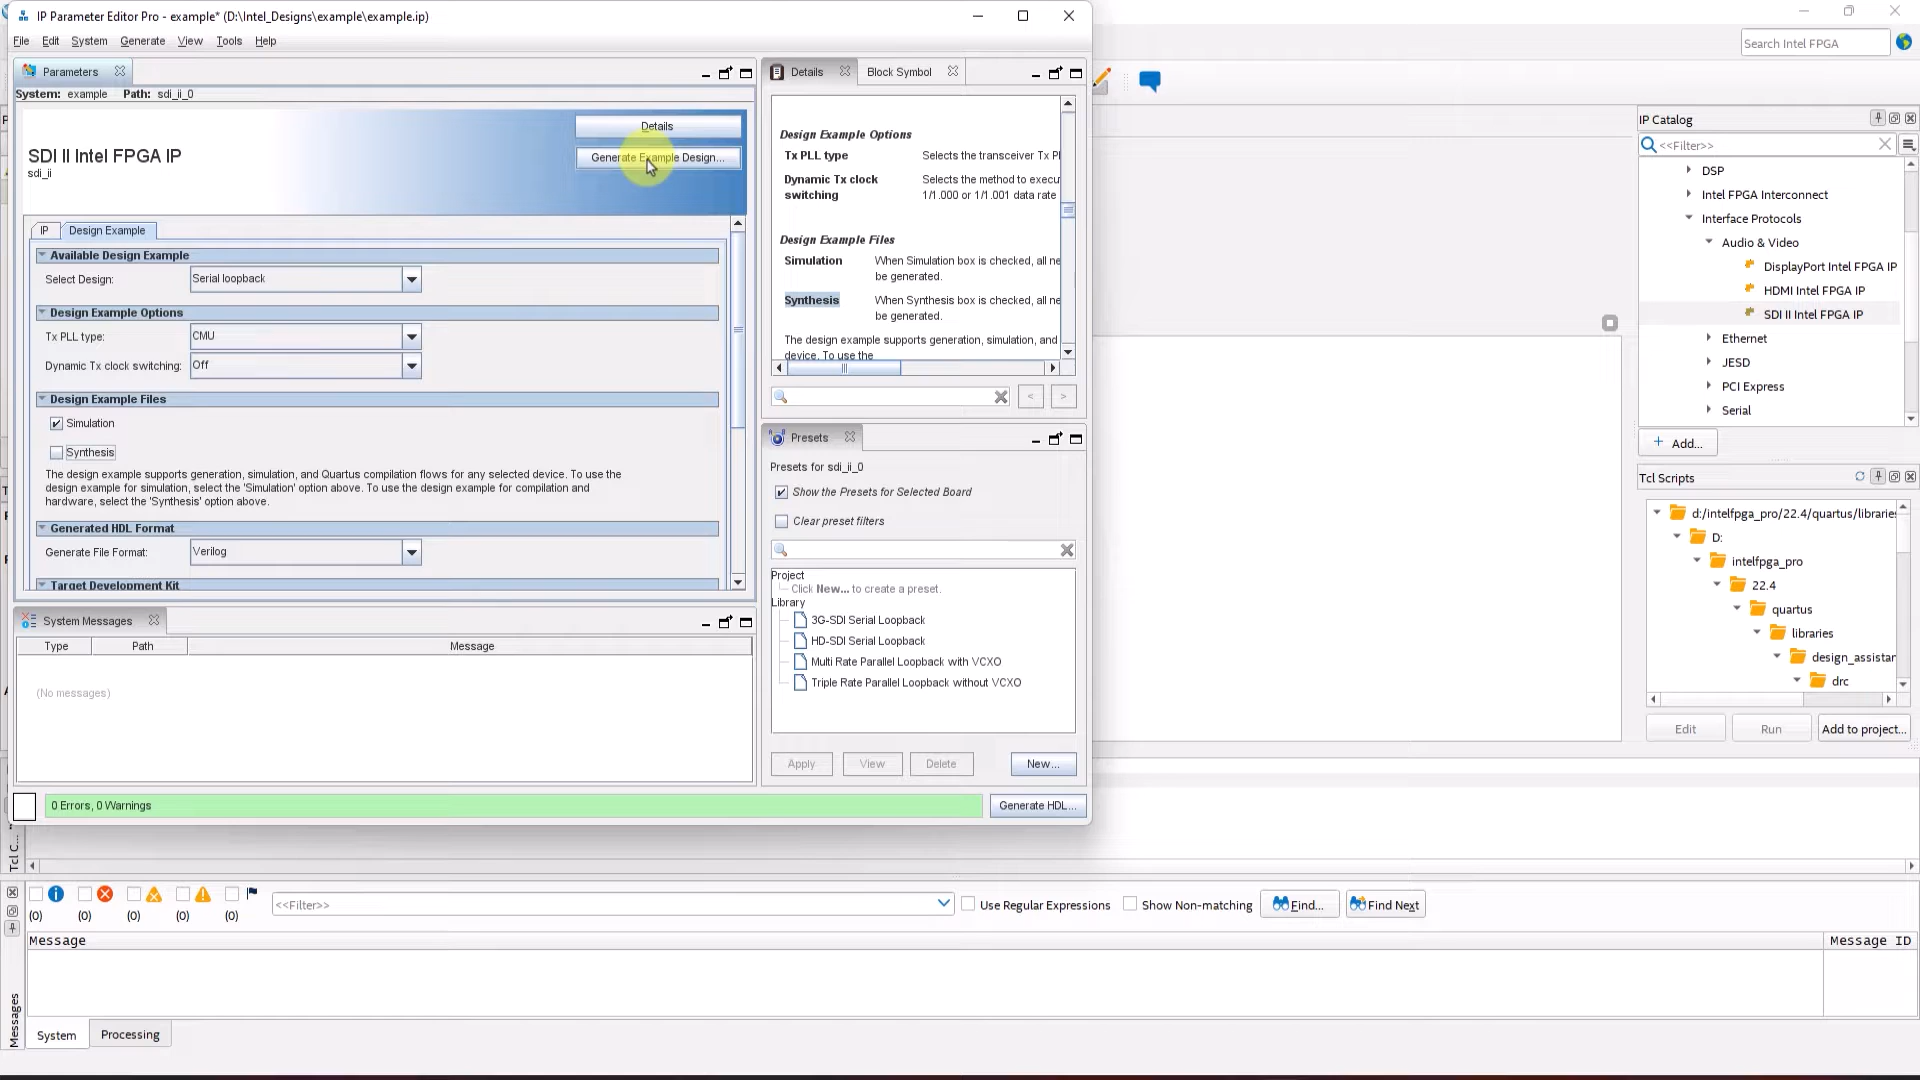 IP Parameter Editor Pro - example* (D:\Intel_Designs\example\example.ip)
File Edit System Generate View Tools Help
Search Intel FPGA
Parameters
System: example Path: sdi_ii_0
Details
Generate Example Design...
SDI II Intel FPGA IP
sdi_ii
IP Design Example
Available Design Example
Select Design: Serial loopback
Design Example Options
Tx PLL type: CMU
Dynamic Tx clock switching: Off
Design Example Files
Simulation
Synthesis
The design example supports generation, simulation, and Quartus compilation flows for any selected device. To use the
design example for simulation, select the 'Simulation' option above. To use the design example for compilation and
hardware, select the 'Synthesis' option above.
Generated HDL Format
Generate File Format: Verilog
Target Development Kit
System Messages
Type Path Message
(No messages)
0 Errors, 0 Warnings
Generate HDL...
Details Block Symbol
Design Example Options
Tx PLL type Selects the transceiver Tx Pl
Dynamic Tx clock Selects the method to execu
switching 1/1.000 or 1/1.001 data rate
Design Example Files
Simulation When Simulation box is checked, all ne
be generated.
Synthesis When Synthesis box is checked, all ne
be generated.
The design example supports generation, simulation, and
device. To use the
< >
Presets
Presets for sdi_ii_0
Show the Presets for Selected Board
Clear preset filters
Project
Click New... to create a preset.
Library
3G-SDI Serial Loopback
HD-SDI Serial Loopback
Multi Rate Parallel Loopback with VCXO
Triple Rate Parallel Loopback without VCXO
Apply View Delete New...
IP Catalog
<<Filter>>
DSP
Intel FPGA Interconnect
Interface Protocols
Audio & Video
DisplayPort Intel FPGA IP
HDMI Intel FPGA IP
SDI II Intel FPGA IP
Ethernet
JESD
PCI Express
Serial
+ Add...
Tcl Scripts
d:/intelfpga_pro/22.4/quartus/libraries
D:
intelfpga_pro
22.4
quartus
libraries
design_assistan
drc
Edit Run Add to project...
Tcl C...
(0) (0) (0) (0) (0)
<<Filter>>
Use Regular Expressions Show Non-matching Find... Find Next
Message Message ID
Messages
System Processing